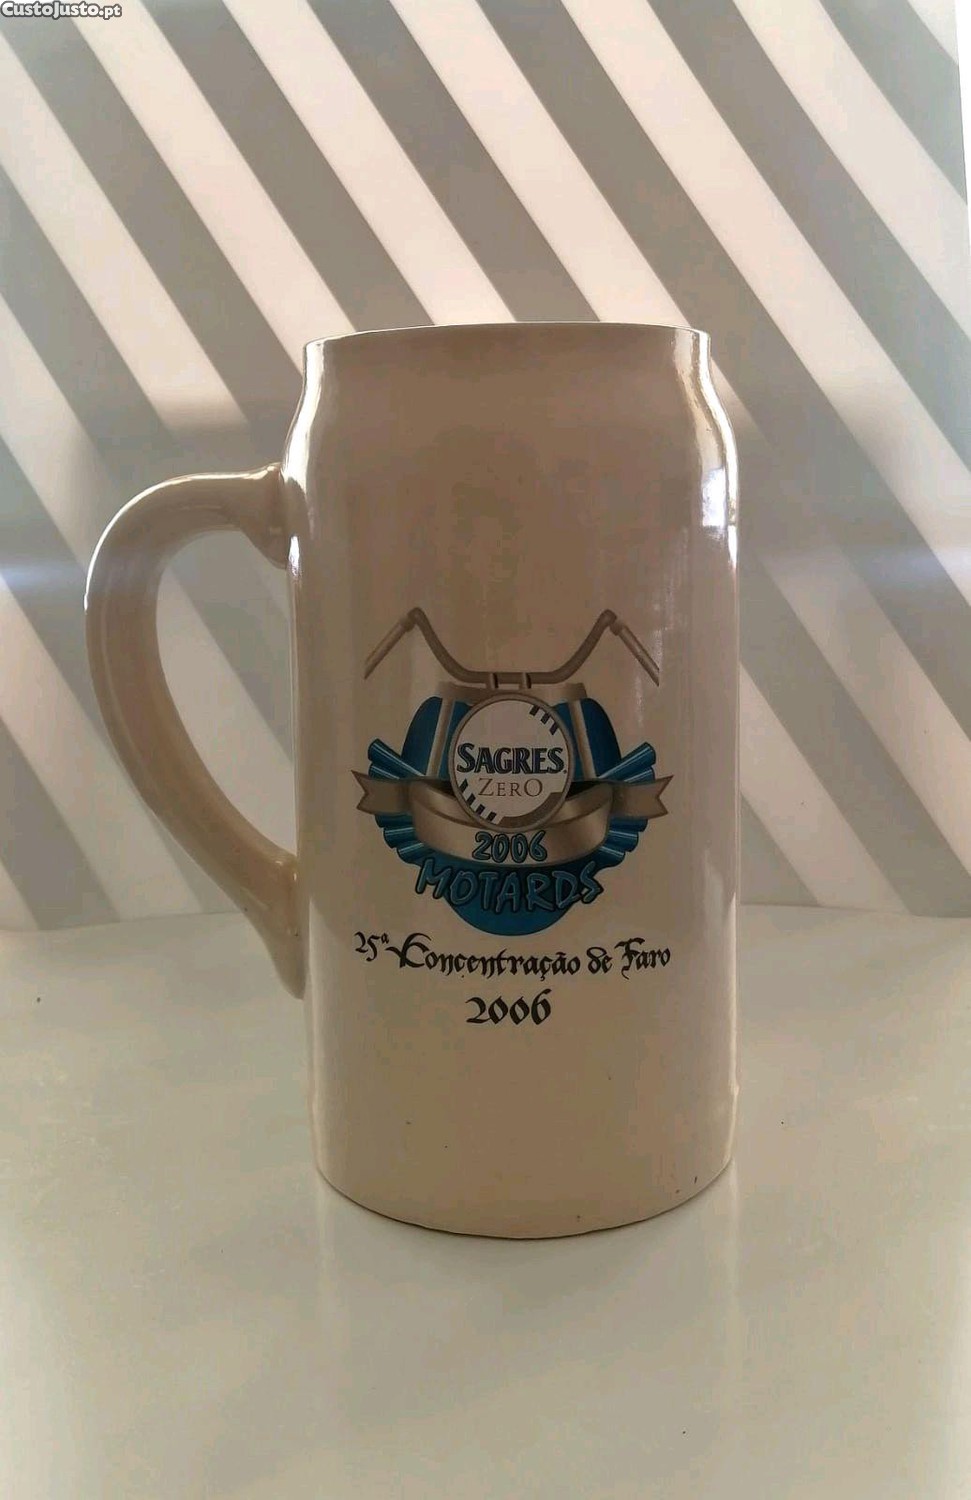 CustoJusto.pt
SAGRES
ZERO
2006
MOTARDS
25ª Concentração de Faro
2006